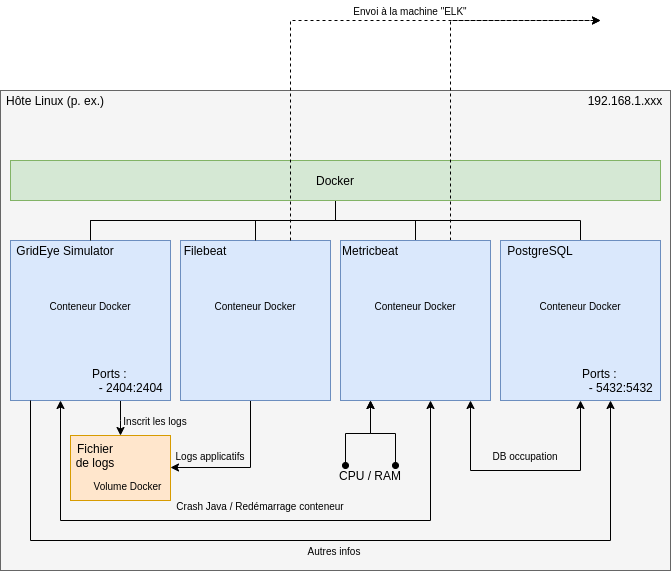 Envoi à la machine "ELK"
Hôte Linux (p. ex.)
192.168.1.xxx
Docker
GridEye Simulator
Filebeat
Metricbeat
PostgreSQL
Conteneur Docker
Conteneur Docker
Conteneur Docker
Conteneur Docker
Ports :
- 2404:2404
Ports :
- 5432:5432
Inscrit les logs
Fichier
de logs
Volume Docker
Logs applicatifs
CPU / RAM
DB occupation
Crash Java / Redémarrage conteneur
Autres infos